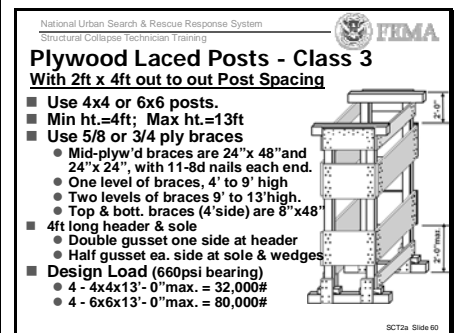 National Urban Search & Rescue Response System
Structural Collapse Technician Training
FEMA
Plywood Laced Posts - Class 3
With 2ft x 4ft out to out Post Spacing
Use 4x4 or 6x6 posts.
Min ht.=4ft; Max ht.=13ft
Use 5/8 or 3/4 ply braces
Mid-plyw'd braces are 24"x 48"and
24"x 24", with 11-8d nails each end.
One level of braces, 4' to 9' high
Two levels of braces 9' to 13'high.
Top & bott. braces (4'side) are 8"x48"
4ft long header & sole
Double gusset one side at header
Half gusset ea. side at sole & wedges
Design Load (660psi bearing)
4 - 4x4x13'- 0"max. = 32,000#
4 - 6x6x13'- 0"max. = 80,000#
2'-0"
2'-0"max.
SCT2a Slide 60